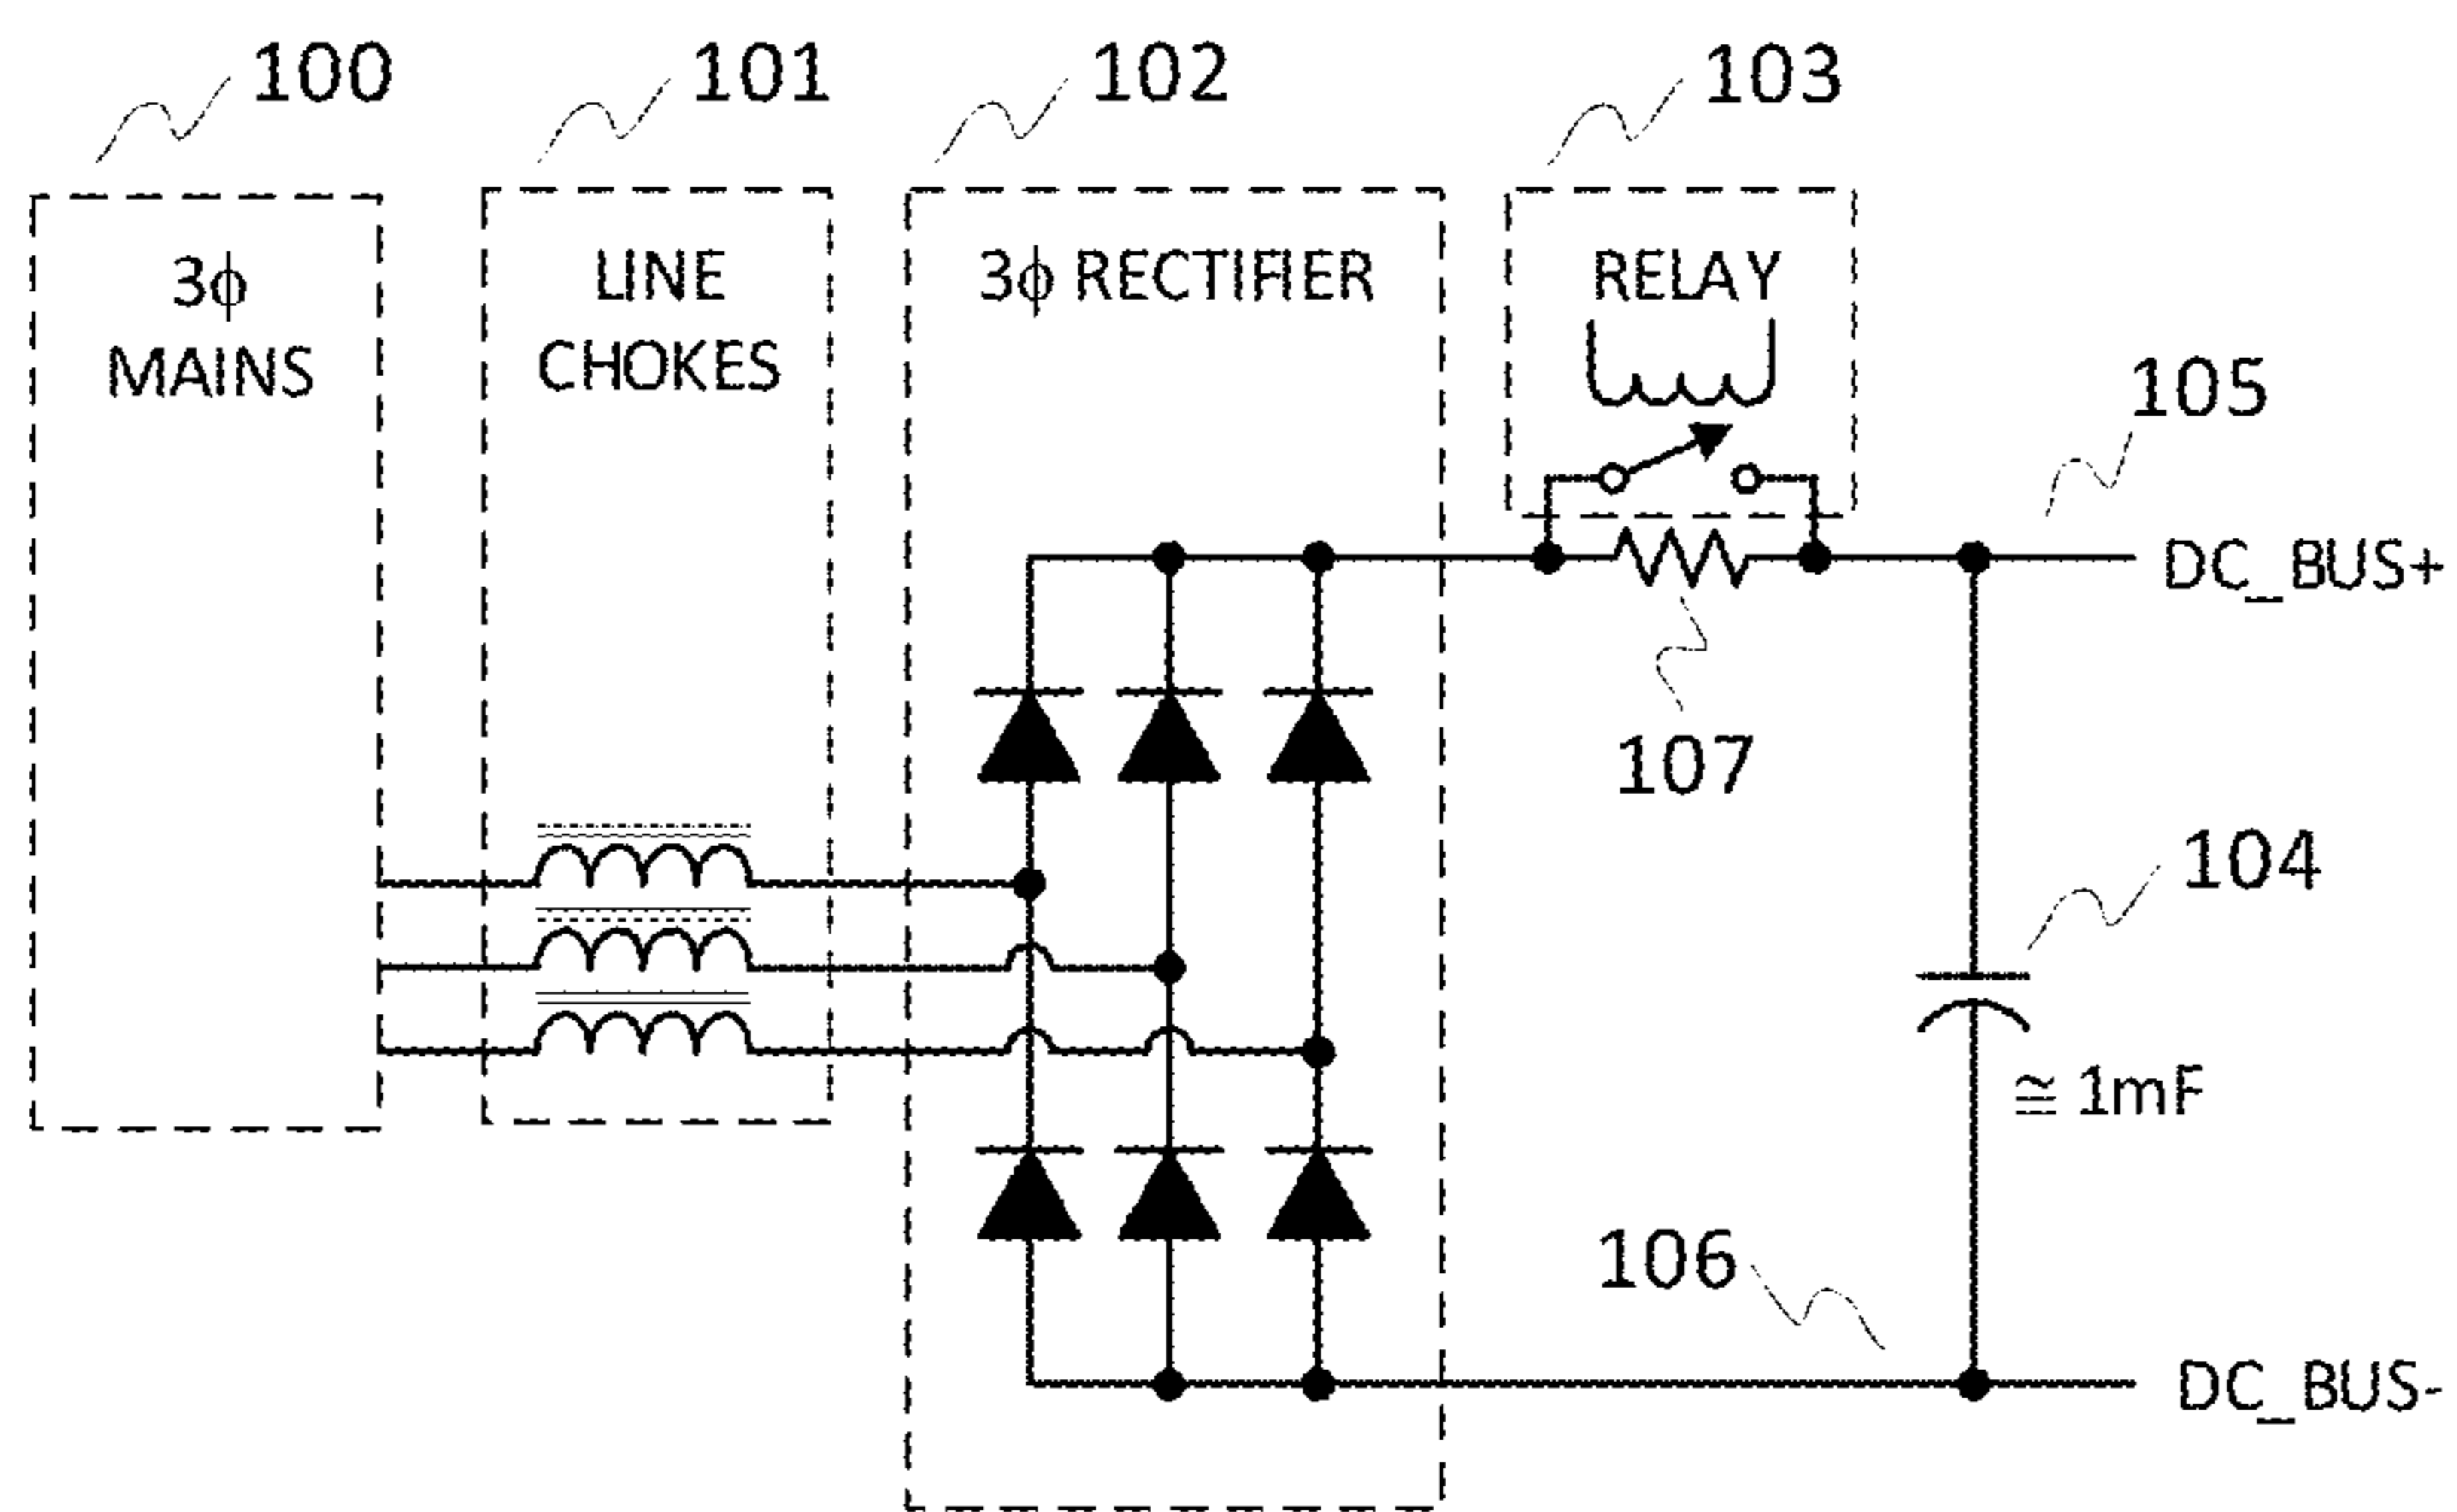 100
101
102
103
3ϕ
MAINS
LINE
CHOKES
3ϕ RECTIFIER
RELAY
105
DC_BUS+
107
104
≅ 1mF
106
DC_BUS-